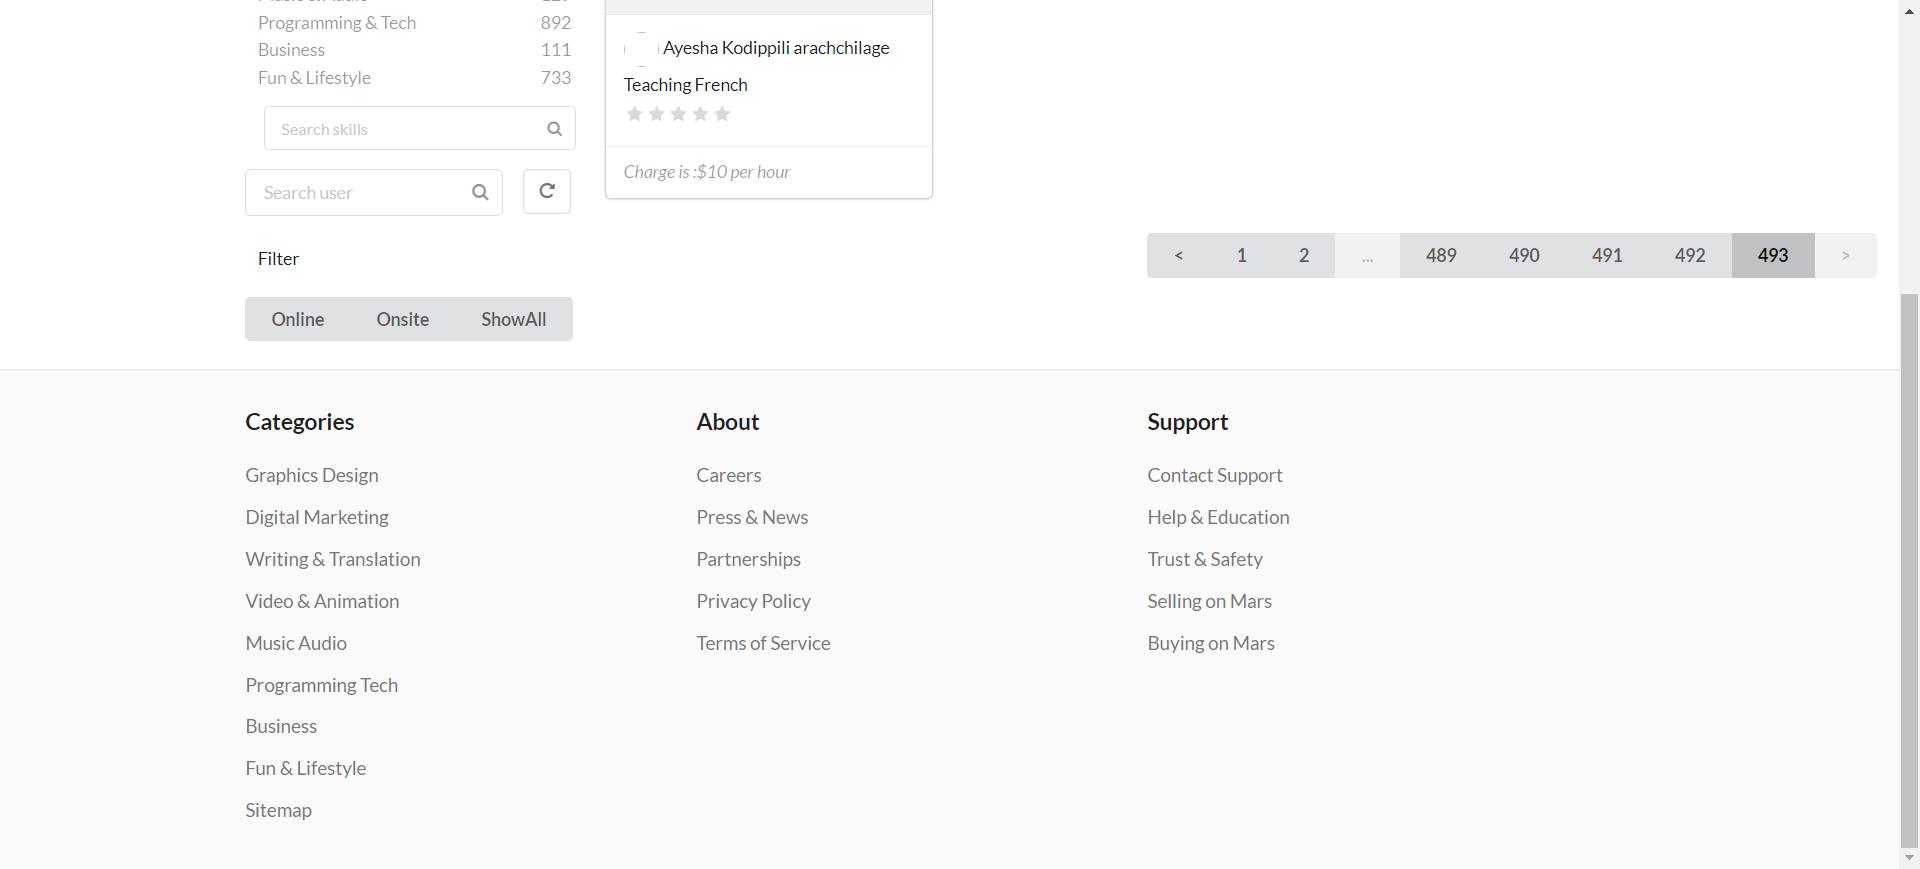 Programming & Tech 892
Business 111
Fun & Lifestyle 733
Search skills
Search user
Filter
Online Onsite ShowAll
Ayesha Kodippili arachchilage
Teaching French
Charge is :$10 per hour
< 1 2 ... 489 490 491 492 493 >
Categories
Graphics Design
Digital Marketing
Writing & Translation
Video & Animation
Music Audio
Programming Tech
Business
Fun & Lifestyle
Sitemap
About
Careers
Press & News
Partnerships
Privacy Policy
Terms of Service
Support
Contact Support
Help & Education
Trust & Safety
Selling on Mars
Buying on Mars